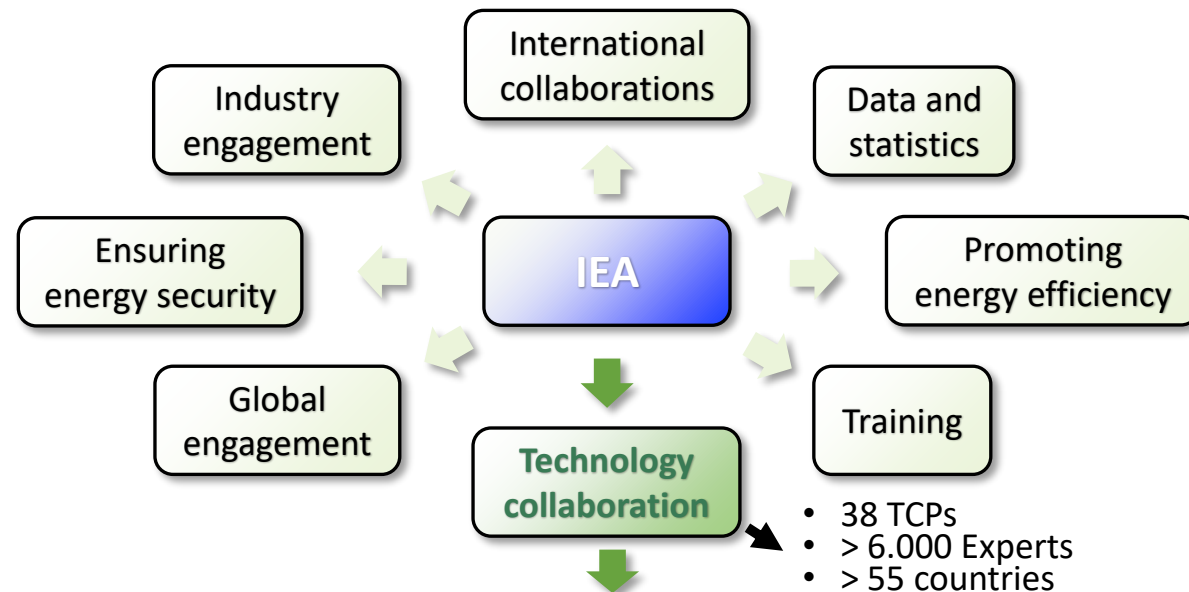 International
collaborations
Industry
engagement
Data and
statistics
Ensuring
energy security
IEA
Promoting
energy efficiency
Global
engagement
Technology
collaboration
Training
• 38 TCPs
• > 6.000 Experts
• > 55 countries